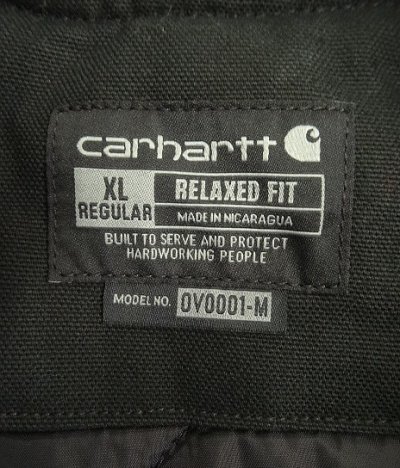 carhartt
XL
REGULAR
RELAXED FIT
MADE IN NICARAGUA
BUILT TO SERVE AND PROTECT
HARDWORKING PEOPLE
MODEL NO. OV0001-M